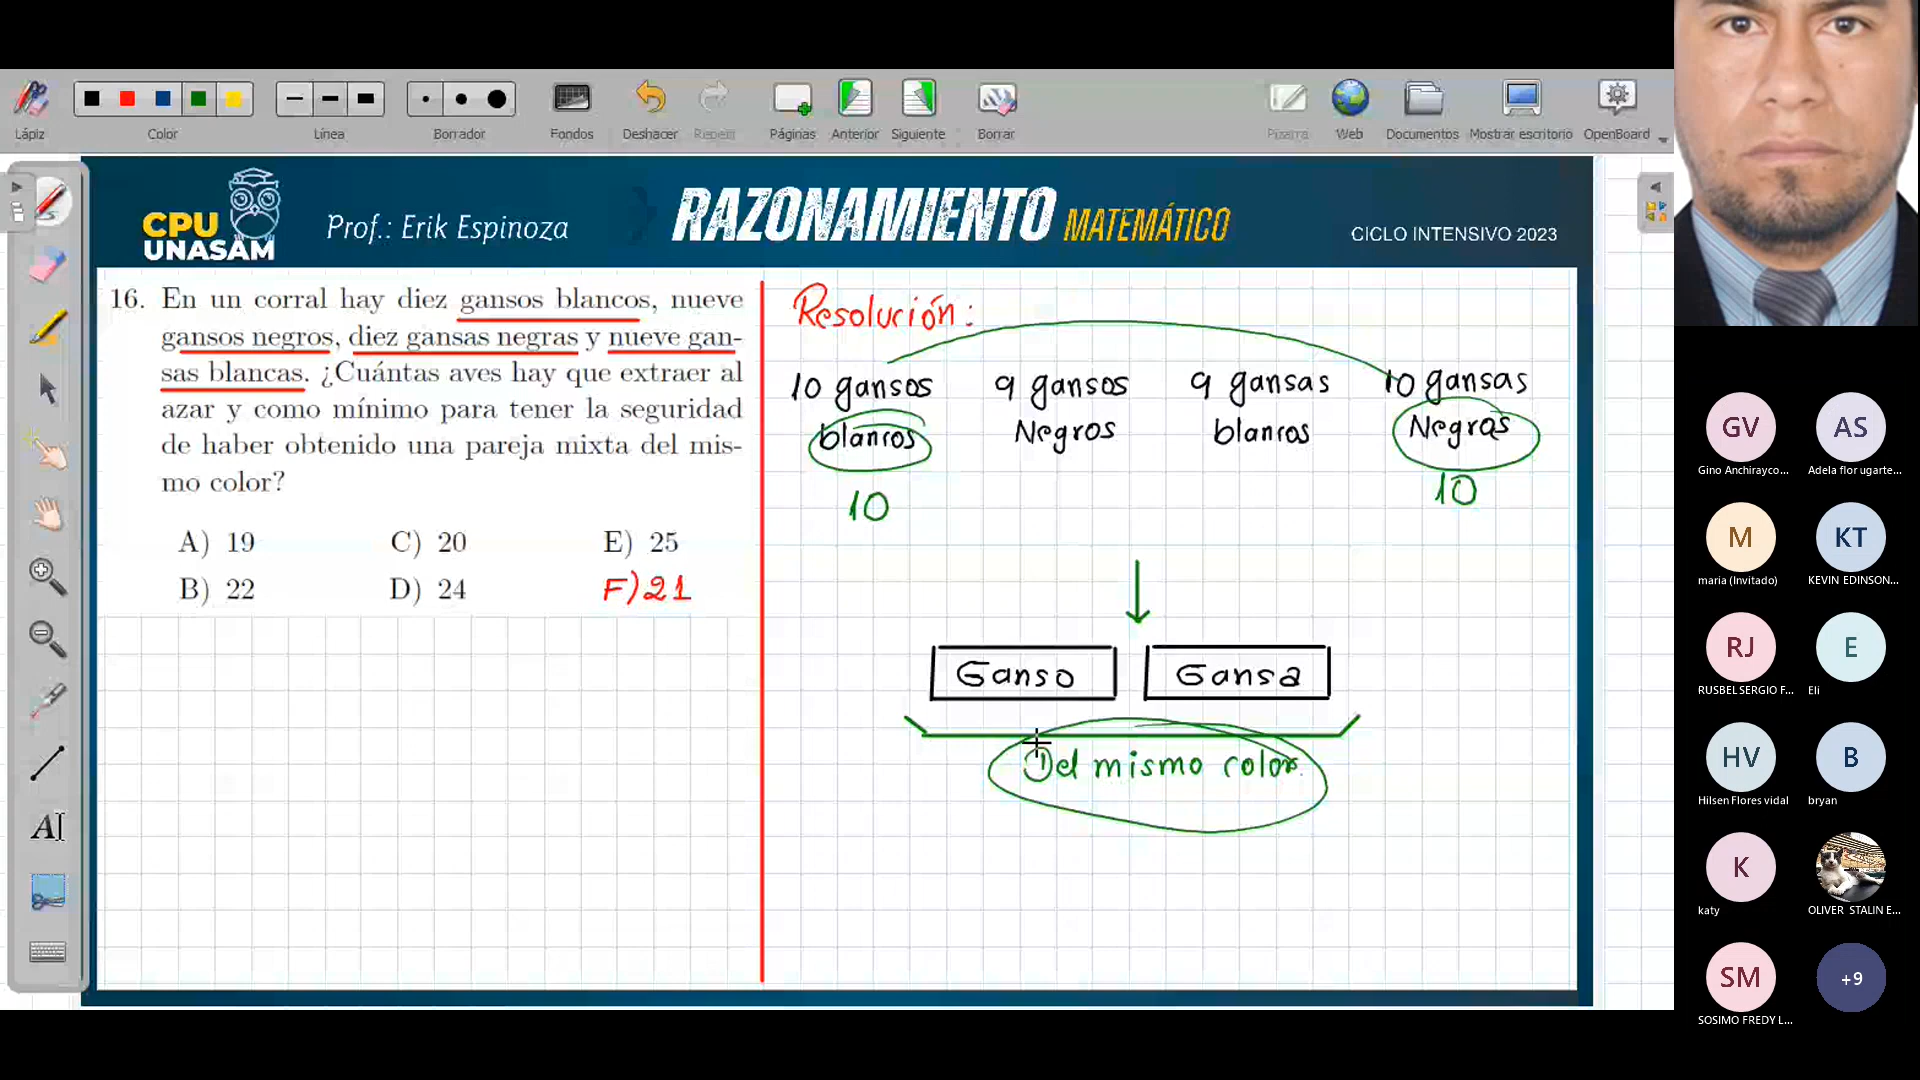 Lápiz
Color
Línea
Borrador
Fondos
Deshacer
Repetir
Páginas
Anterior
Siguiente
Borrar
Pizarra
Web
Documentos
Mostrar escritorio
OpenBoard
CPU
UNASAM
Prof.: Erik Espinoza
RAZONAMIENTO MATEMÁTICO
CICLO INTENSIVO 2023
16. En un corral hay diez gansos blancos, nueve
gansos negros, diez gansas negras y nueve gan-
sas blancas. ¿Cuántas aves hay que extraer al
azar y como mínimo para tener la seguridad
de haber obtenido una pareja mixta del mis-
mo color?
A) 19 C) 20 E) 25
B) 22 D) 24 F) 21
Resolución:
10 gansos 9 gansos 9 gansas 10 gansas
blancos Negros blancos Negras
10 10
Ganso Gansa
Del mismo color.
GV AS
Gino Anchirayco... Adela flor ugarte...
M KT
maria (Invitado) KEVIN EDINSON...
RJ E
RUSBEL SERGIO F... Eli
HV B
Hilsen Flores vidal bryan
K
katy OLIVER STALIN E...
SM +9
SOSIMO FREDY L...